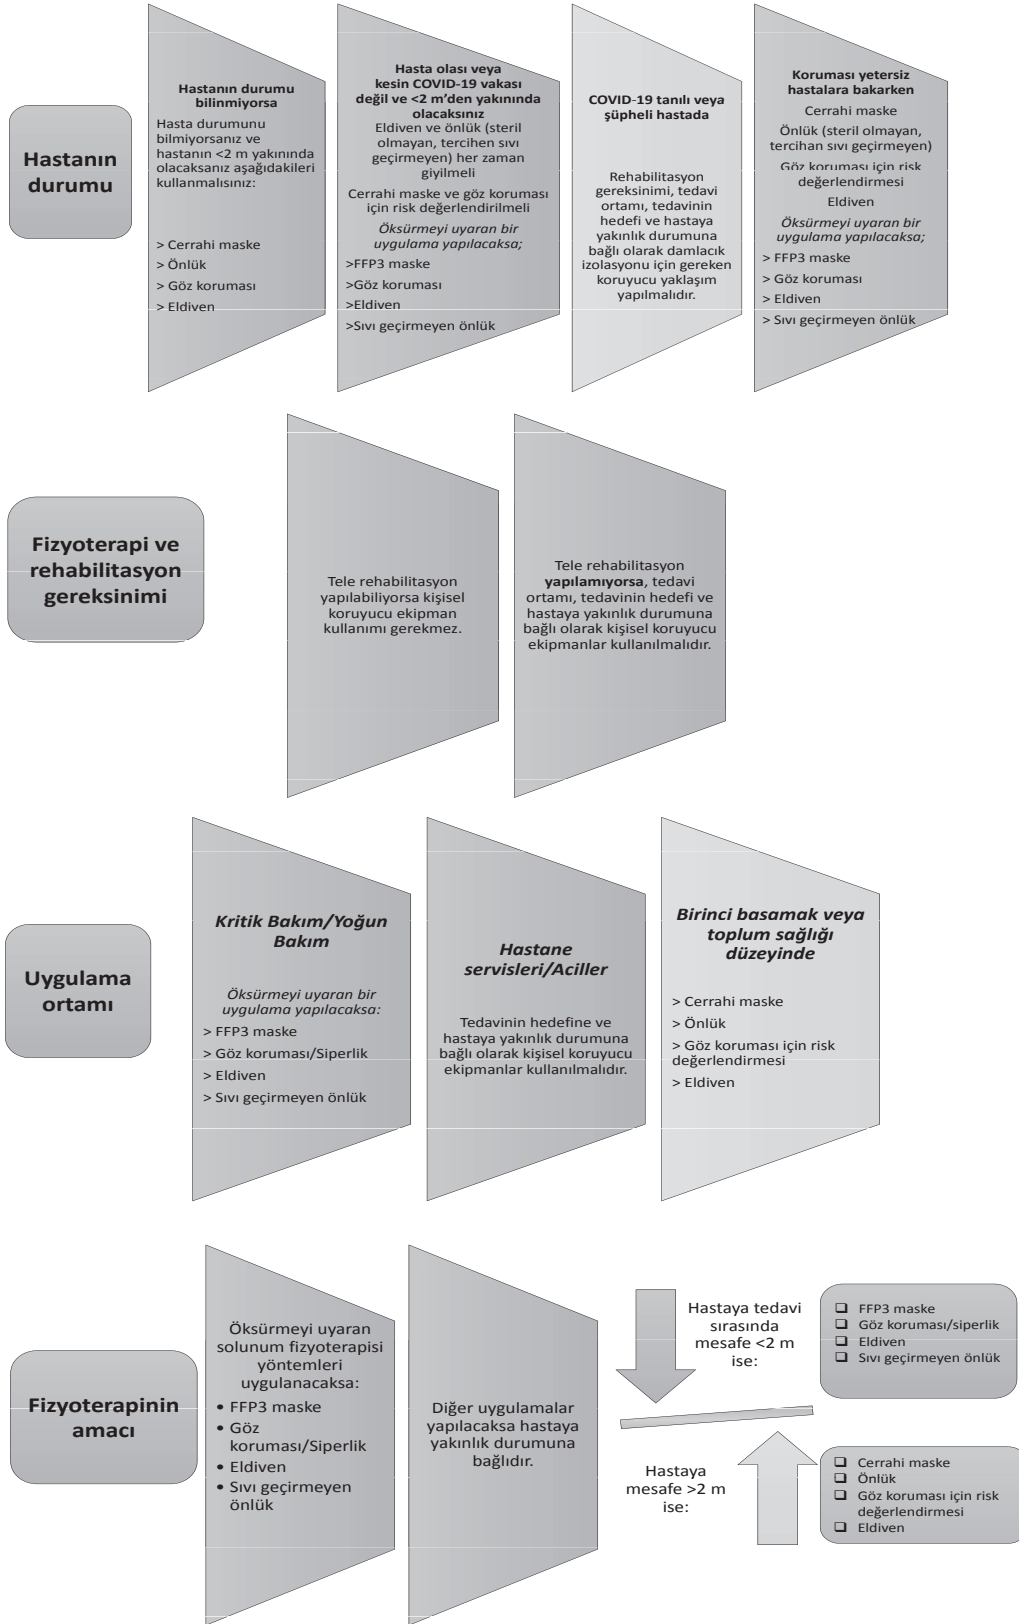 Hastanın
durumu
Hastanın durumu
bilinmiyorsa
Hasta durumunu
bilmiyorsanız ve
hastanın <2 m yakınında
olacaksanız aşağıdakileri
kullanmalısınız:
> Cerrahi maske
> Önlük
> Göz koruması
> Eldiven
Hasta olası veya
kesin COVID-19 vakası
değil ve <2 m'den yakınında
olacaksınız
Eldiven ve önlük (steril
olmayan, tercihen sıvı
geçirmeyen) her zaman
giyilmeli
Cerrahi maske ve göz koruması
için risk değerlendirilmeli
Öksürmeyi uyaran bir
uygulama yapılacaksa;
>FFP3 maske
>Göz koruması
>Eldiven
>Sıvı geçirmeyen önlük
COVID-19 tanılı veya
şüpheli hastada
Rehabilitasyon
gereksinimi, tedavi
ortamı, tedavinin
hedefi ve hastaya
yakınlık durumuna
bağlı olarak damlacık
izolasyonu için gereken
koruyucu yaklaşım
yapılmalıdır.
Koruması yetersiz
hastalara bakarken
Cerrahi maske
Önlük (steril olmayan,
tercihan sıvı geçirmeyen)
Göz koruması için risk
değerlendirmesi
Eldiven
Öksürmeyi uyaran bir
uygulama yapılacaksa;
> FFP3 maske
> Göz koruması
> Eldiven
> Sıvı geçirmeyen önlük
Fizyoterapi ve
rehabilitasyon
gereksinimi
Tele rehabilitasyon
yapılabiliyorsa kişisel
koruyucu ekipman
kullanımı gerekmez.
Tele rehabilitasyon
yapılamıyorsa, tedavi
ortamı, tedavinin hedefi ve
hastaya yakınlık durumuna
bağlı olarak kişisel koruyucu
ekipmanlar kullanılmalıdır.
Uygulama
ortamı
Kritik Bakım/Yoğun
Bakım
Öksürmeyi uyaran bir
uygulama yapılacaksa:
> FFP3 maske
> Göz koruması/Siperlik
> Eldiven
> Sıvı geçirmeyen önlük
Hastane
servisleri/Aciller
Tedavinin hedefine ve
hastaya yakınlık durumuna
bağlı olarak kişisel koruyucu
ekipmanlar kullanılmalıdır.
Birinci basamak veya
toplum sağlığı
düzeyinde
> Cerrahi maske
> Önlük
> Göz koruması için risk
değerlendirmesi
> Eldiven
Fizyoterapinin
amacı
Öksürmeyi uyaran
solunum fizyoterapisi
yöntemleri
uygulanacaksa:
• FFP3 maske
• Göz
koruması/Siperlik
• Eldiven
• Sıvı geçirmeyen
önlük
Diğer uygulamalar
yapılacaksa hastaya
yakınlık durumuna
bağlıdır.
Hastaya tedavi
sırasında
mesafe <2 m
ise:
❑ FFP3 maske
❑ Göz koruması/siperlik
❑ Eldiven
❑ Sıvı geçirmeyen önlük
Hastaya
mesafe >2 m
ise:
❑ Cerrahi maske
❑ Önlük
❑ Göz koruması için risk
değerlendirmesi
❑ Eldiven